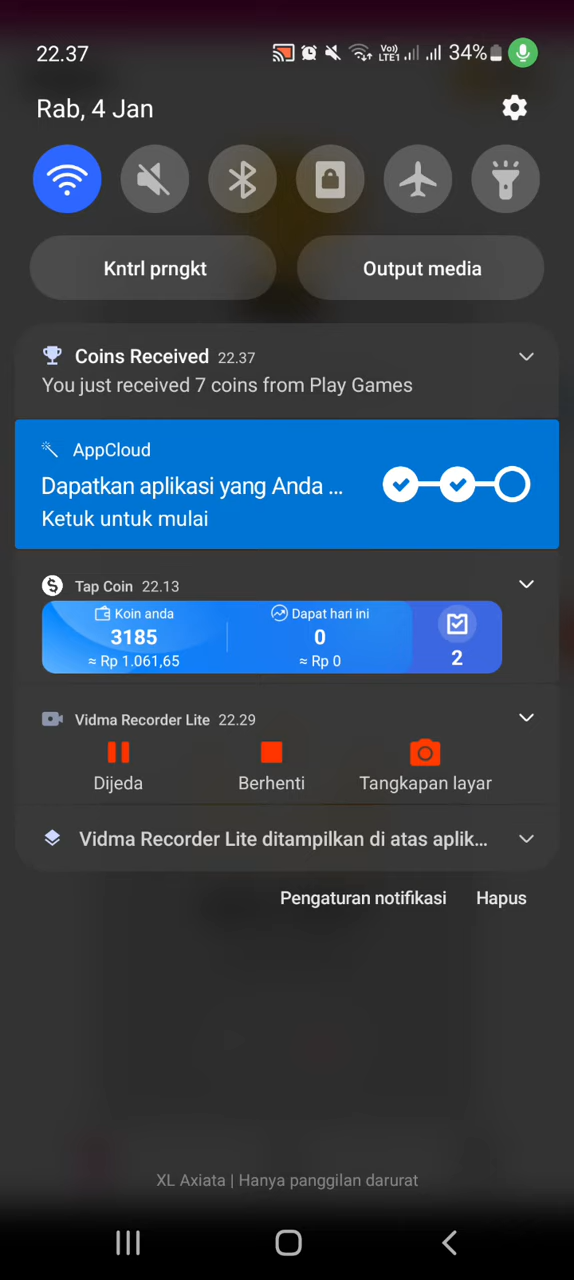 22.37
Vo)) LTE1 34%
Rab, 4 Jan
Kntrl prngkt
Output media
Coins Received 22.37
You just received 7 coins from Play Games
AppCloud
Dapatkan aplikasi yang Anda ...
Ketuk untuk mulai
Tap Coin 22.13
Koin anda
3185
≈ Rp 1.061,65
Dapat hari ini
0
≈ Rp 0
2
Vidma Recorder Lite 22.29
Dijeda
Berhenti
Tangkapan layar
Vidma Recorder Lite ditampilkan di atas aplik...
Pengaturan notifikasi
Hapus
XL Axiata | Hanya panggilan darurat